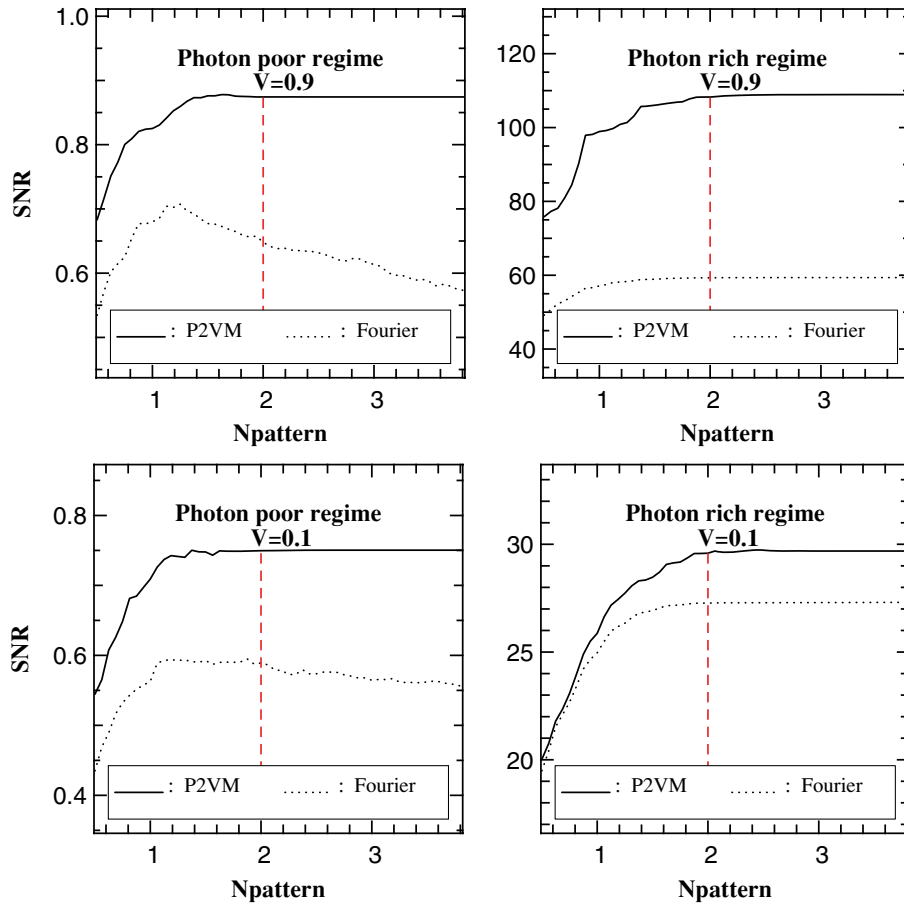 1.0
0.8
0.6
SNR
Photon poor regime
V=0.9
: P2VM : Fourier
1 2 3
Npattern
120
100
80
60
40
Photon rich regime
V=0.9
: P2VM : Fourier
1 2 3
Npattern
0.8
0.6
0.4
SNR
Photon poor regime
V=0.1
: P2VM : Fourier
1 2 3
Npattern
30
25
20
Photon rich regime
V=0.1
: P2VM : Fourier
1 2 3
Npattern